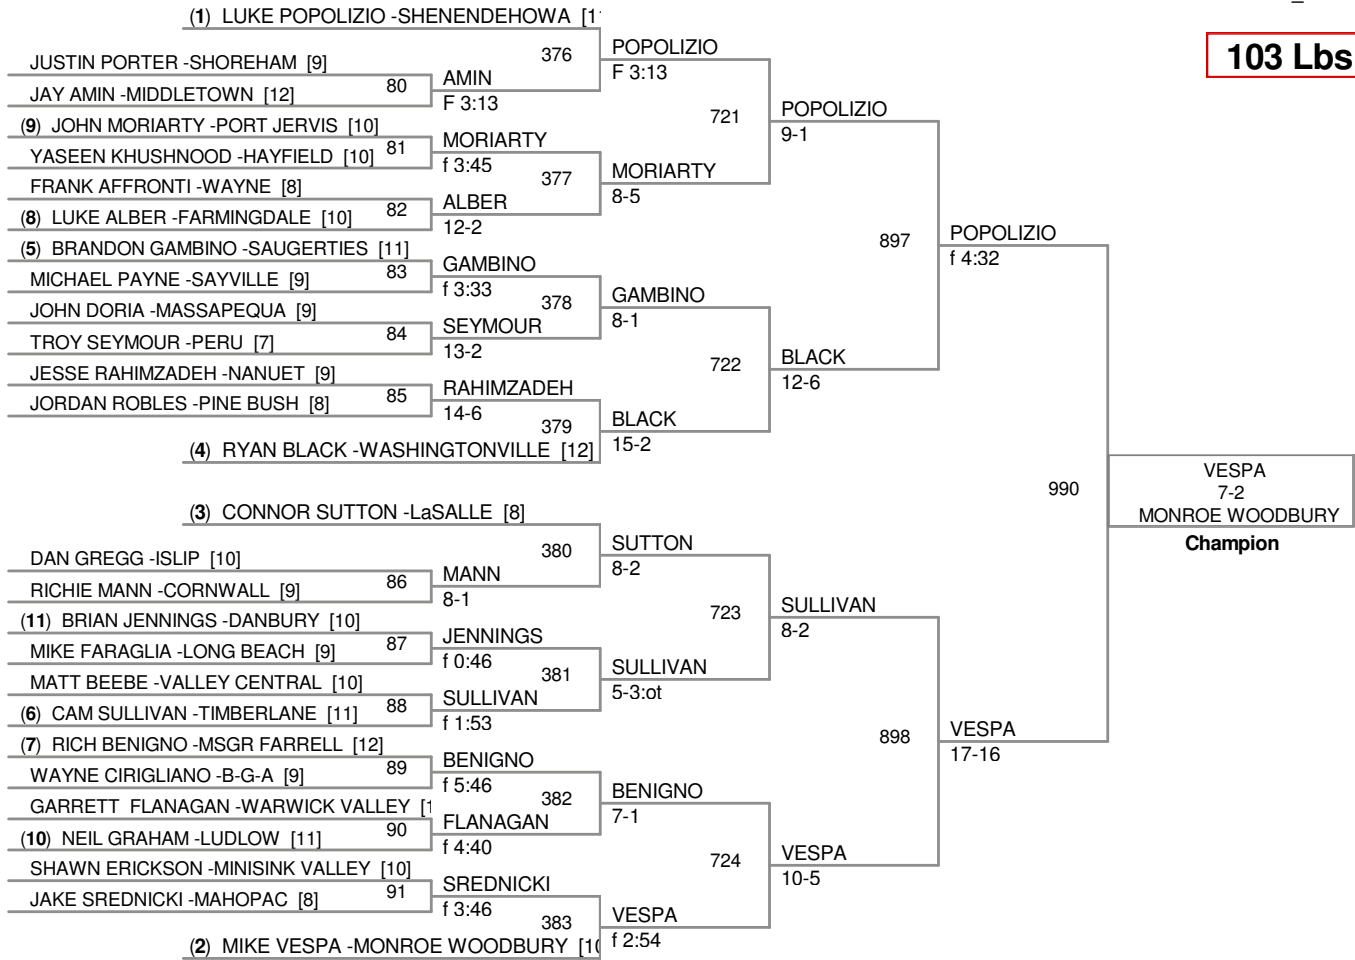 (1) LUKE POPOLIZIO -SHENENDEHOWA [1
103 Lbs
376
POPOLIZIO
F 3:13
JUSTIN PORTER -SHOREHAM [9]
80
AMIN
F 3:13
JAY AMIN -MIDDLETOWN [12]
721
POPOLIZIO
9-1
(9) JOHN MORIARTY -PORT JERVIS [10]
81
MORIARTY
f 3:45
YASEEN KHUSHNOOD -HAYFIELD [10]
377
MORIARTY
8-5
FRANK AFFRONTI -WAYNE [8]
82
ALBER
12-2
(8) LUKE ALBER -FARMINGDALE [10]
897
POPOLIZIO
f 4:32
(5) BRANDON GAMBINO -SAUGERTIES [11]
83
GAMBINO
f 3:33
MICHAEL PAYNE -SAYVILLE [9]
378
GAMBINO
8-1
JOHN DORIA -MASSAPEQUA [9]
84
SEYMOUR
13-2
TROY SEYMOUR -PERU [7]
722
BLACK
12-6
JESSE RAHIMZADEH -NANUET [9]
85
RAHIMZADEH
14-6
JORDAN ROBLES -PINE BUSH [8]
379
BLACK
15-2
(4) RYAN BLACK -WASHINGTONVILLE [12]
990
VESPA
7-2
MONROE WOODBURY
Champion
(3) CONNOR SUTTON -LaSALLE [8]
380
SUTTON
8-2
DAN GREGG -ISLIP [10]
86
MANN
8-1
RICHIE MANN -CORNWALL [9]
723
SULLIVAN
8-2
(11) BRIAN JENNINGS -DANBURY [10]
87
JENNINGS
f 0:46
MIKE FARAGLIA -LONG BEACH [9]
381
SULLIVAN
5-3:ot
MATT BEEBE -VALLEY CENTRAL [10]
88
SULLIVAN
f 1:53
(6) CAM SULLIVAN -TIMBERLANE [11]
898
VESPA
17-16
(7) RICH BENIGNO -MSGR FARRELL [12]
89
BENIGNO
f 5:46
WAYNE CIRIGLIANO -B-G-A [9]
382
BENIGNO
7-1
GARRETT FLANAGAN -WARWICK VALLEY [1
90
FLANAGAN
f 4:40
(10) NEIL GRAHAM -LUDLOW [11]
724
VESPA
10-5
SHAWN ERICKSON -MINISINK VALLEY [10]
91
SREDNICKI
f 3:46
JAKE SREDNICKI -MAHOPAC [8]
383
VESPA
f 2:54
(2) MIKE VESPA -MONROE WOODBURY [10